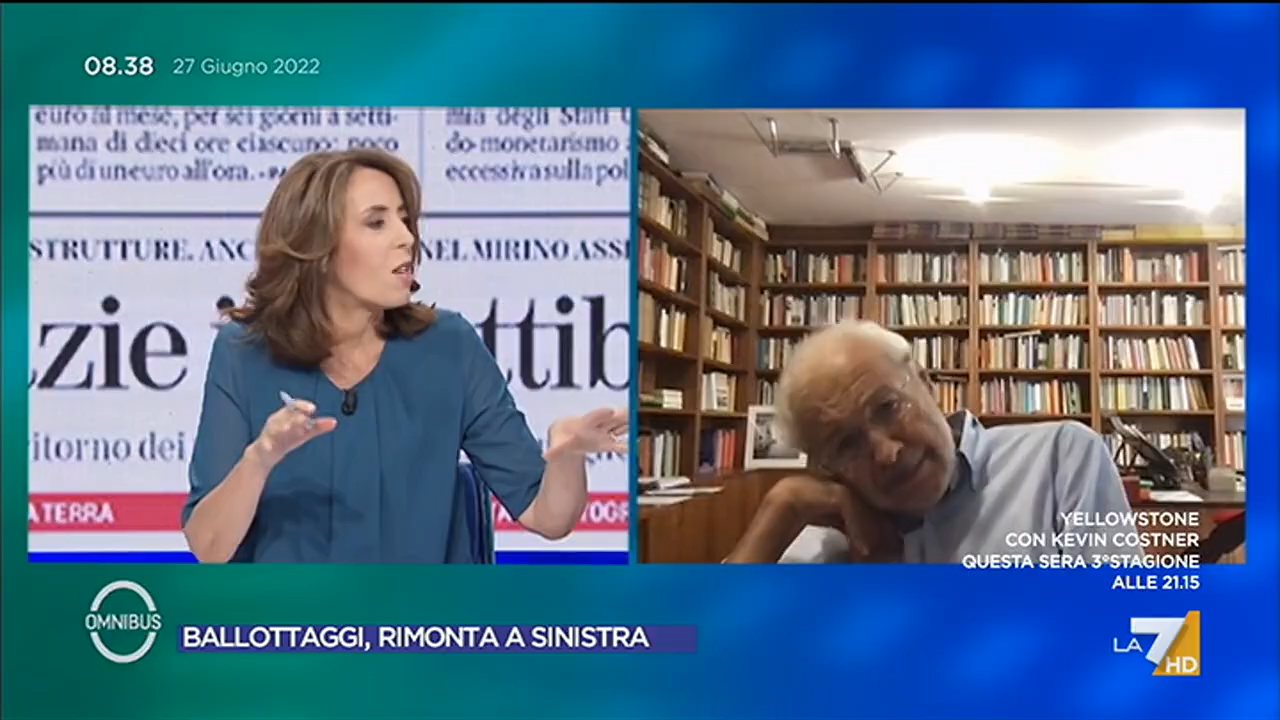 08.38 27 Giugno 2022
euro al mese, per sei giorni a setti-
mana di dieci ore ciascuno: poco
più di un euro all'ora.
mia degli Stati
do monetarismo
eccessiva sulla pol
STRUTTURE. ANC NEL MIRINO ASSI
zie ttib
ritorno dei
A TERRA
YELLOWSTONE
CON KEVIN COSTNER
QUESTA SERA 3°STAGIONE
ALLE 21.15
OMNIBUS
BALLOTTAGGI, RIMONTA A SINISTRA
LA 7 HD